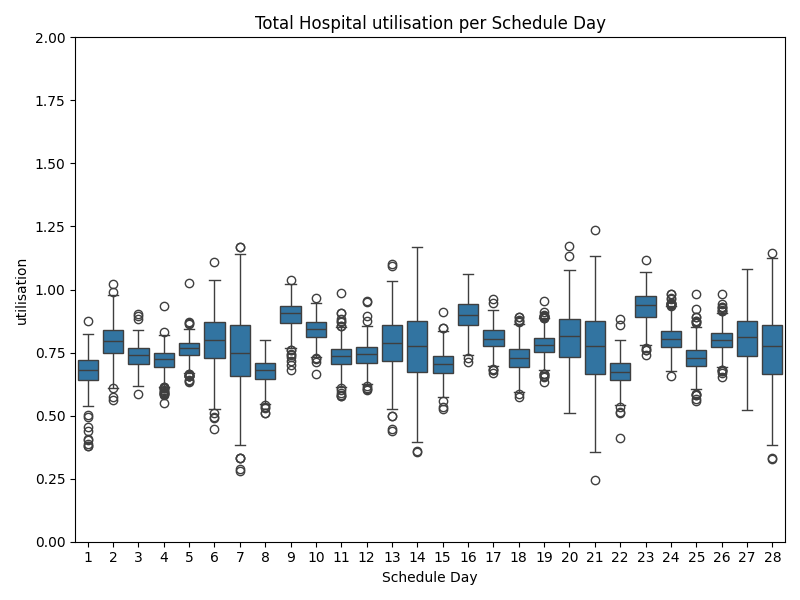 Total Hospital utilisation per Schedule Day
utilisation
2.00
1.75
1.50
1.25
1.00
0.75
0.50
0.25
0.00
1 2 3 4 5 6 7 8 9 10 11 12 13 14 15 16 17 18 19 20 21 22 23 24 25 26 27 28
Schedule Day